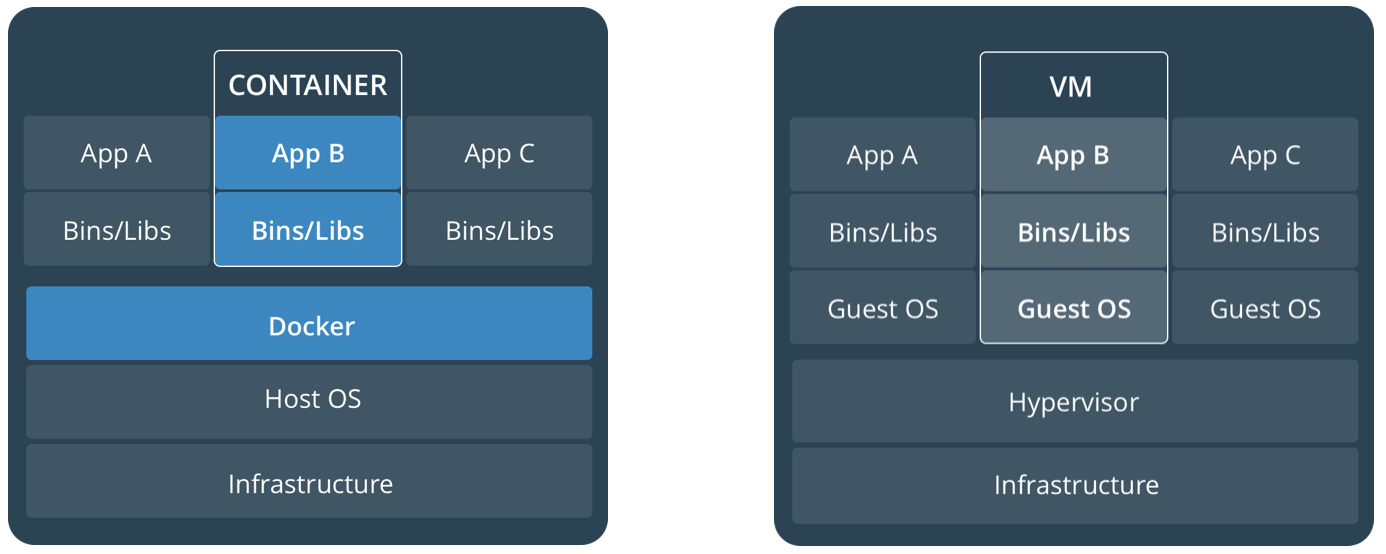 CONTAINER
App A App B App C
Bins/Libs Bins/Libs Bins/Libs
Docker
Host OS
Infrastructure
VM
App A App B App C
Bins/Libs Bins/Libs Bins/Libs
Guest OS Guest OS Guest OS
Hypervisor
Infrastructure